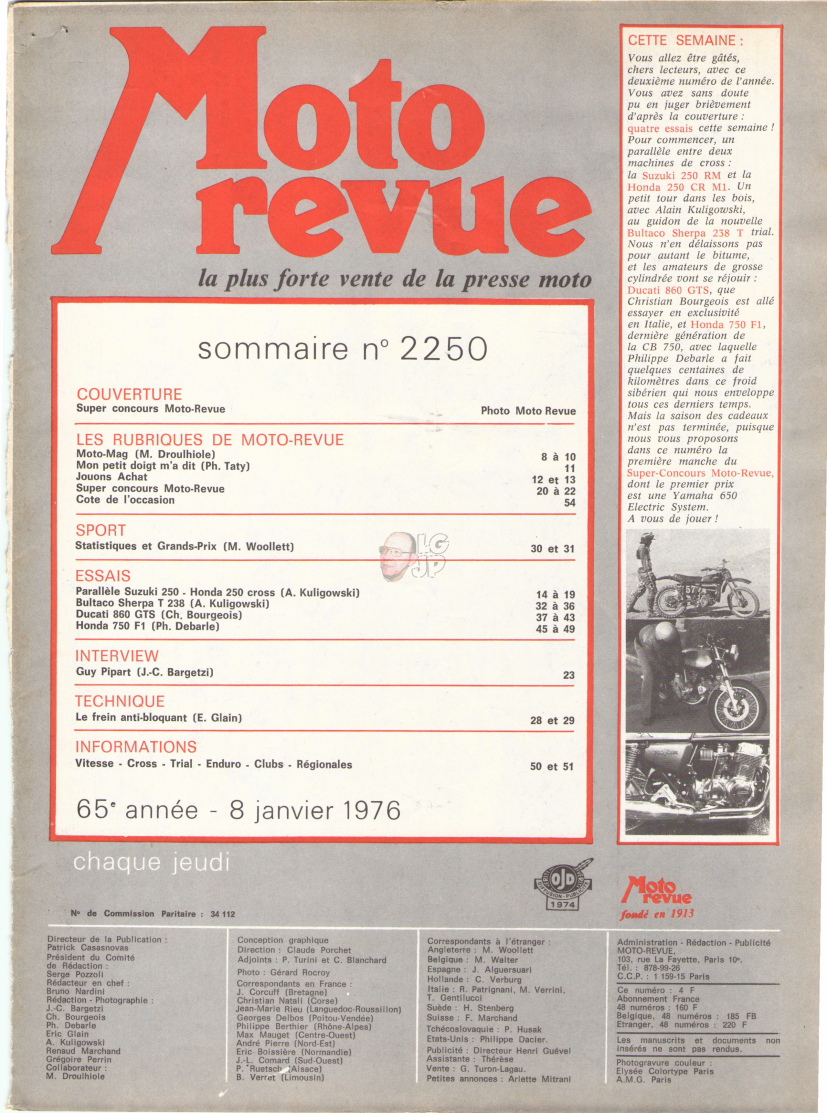 Moto
revue
la plus forte vente de la presse moto
sommaire n° 2250
COUVERTURE
Super concours Moto-Revue Photo Moto Revue
LES RUBRIQUES DE MOTO-REVUE
Moto-Mag (M. Droulhiole) 8 à 10
Mon petit doigt m'a dit (Ph. Taty) 11
Jouons Achat 12 et 13
Super concours Moto-Revue 20 à 22
Cote de l'occasion 54
SPORT
Statistiques et Grands-Prix (M. Woollett) 30 et 31
ESSAIS
Parallèle Suzuki 250 - Honda 250 cross (A. Kuligowski) 14 à 19
Bultaco Sherpa T 238 (A. Kuligowski) 32 à 36
Ducati 860 GTS (Ch. Bourgeois) 37 à 43
Honda 750 F1 (Ph. Debarle) 45 à 49
INTERVIEW
Guy Pipart (J.-C. Bargetzi) 23
TECHNIQUE
Le frein anti-bloquant (E. Glain) 28 et 29
INFORMATIONS
Vitesse - Cross - Trial - Enduro - Clubs - Régionales 50 et 51
65e année - 8 janvier 1976
LG
JP
CETTE SEMAINE :
Vous allez être gâtés,
chers lecteurs, avec ce
deuxième numéro de l'année.
Vous avez sans doute
pu en juger brièvement
d'après la couverture :
quatre essais cette semaine !
Pour commencer, un
parallèle entre deux
machines de cross :
la Suzuki 250 RM et la
Honda 250 CR M1. Un
petit tour dans les bois,
avec Alain Kuligowski,
au guidon de la nouvelle
Bultaco Sherpa 238 T trial.
Nous n'en délaissons pas
pour autant le bitume,
et les amateurs de grosse
cylindrée vont se réjouir :
Ducati 860 GTS, que
Christian Bourgeois est allé
essayer en exclusivité
en Italie, et Honda 750 F1,
dernière génération de
la CB 750, avec laquelle
Philippe Debarle a fait
quelques centaines de
kilomètres dans ce froid
sibérien qui nous enveloppe
tous ces derniers temps.
Mais la saison des cadeaux
n'est pas terminée, puisque
nous vous proposons
dans ce numéro la
première manche du
Super-Concours Moto-Revue,
dont le premier prix
est une Yamaha 650
Electric System.
A vous de jouer !
57
chaque jeudi
N° de Commission Paritaire : 34 112
OJD
DIFFUSION-PUBLICITÉ
1974
Moto
revue
fondé en 1913
Directeur de la Publication :
Patrick Casasnovas
Président du Comité
de Rédaction :
Serge Pozzoli
Rédacteur en chef :
Bruno Nardini
Rédaction - Photographie :
J.-C. Bargetzi
Ch. Bourgeois
Ph. Debarle
Eric Glain
A. Kuligowski
Renaud Marchand
Grégoire Perrin
Collaborateur :
M. Droulhiole
Conception graphique
Direction : Claude Porchet
Adjoints : P. Turini et C. Blanchard
Photo : Gérard Rocroy
Correspondants en France :
J. Corcuff (Bretagne)
Christian Natali (Corse)
Jean-Marie Rieu (Languedoc-Roussillon)
Georges Delbos (Poitou-Vendée)
Philippe Berthier (Rhône-Alpes)
Max Mauget (Centre-Ouest)
André Pierre (Nord-Est)
Eric Boissière (Normandie)
J.-L. Comard (Sud-Ouest)
P. Ruetsch (Alsace)
B. Verret (Limousin)
Correspondants à l'étranger :
Angleterre : M. Woollett
Belgique : M. Walter
Espagne : J. Alguersuari
Hollande : C. Verburg
Italie : R. Patrignani, M. Verrini,
T. Gentilucci
Suède : H. Stenberg
Suisse : F. Marchand
Tchécoslovaquie : P. Husak
Etats-Unis : Philippe Dacier.
Publicité : Directeur Henri Guével
Assistante : Thérèse
Vente : G. Turon-Lagau.
Petites annonces : Arlette Mitrani
Administration - Rédaction - Publicité
MOTO-REVUE,
103, rue La Fayette, Paris 10e.
Tél. : 878-99-26
C.C.P. : 1 159-15 Paris
Ce numéro : 4 F
Abonnement France
48 numéros : 160 F
Belgique, 48 numéros : 185 FB
Etranger, 48 numéros : 220 F
Les manuscrits et documents non
insérés ne sont pas rendus.
Photogravure couleur :
Elysée Colortype Paris
A.M.G. Paris